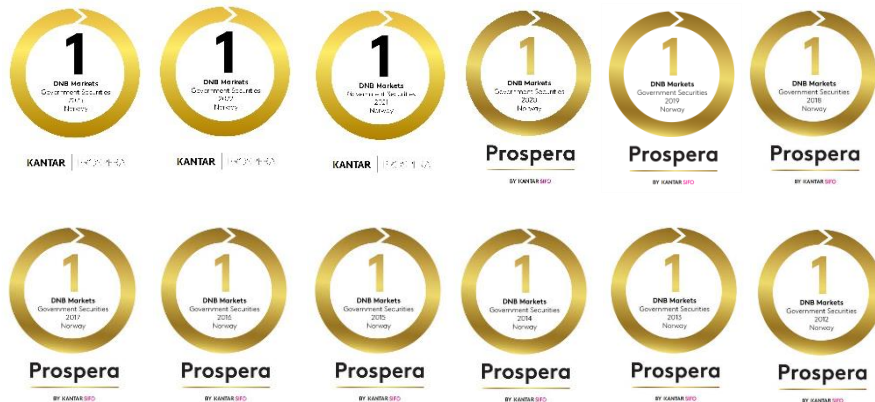 1
DNB Markets
Government Securities
Norway
KANTAR
1
DNB Markets
Government Securities
2022
Norway
KANTAR
1
DNB Markets
Government Securities
2021
Norway
KANTAR
1
DNB Markets
Government Securities
2020
Norway
Prospera
BY KANTAR SIFO
1
DNB Markets
Government Securities
2019
Norway
Prospera
BY KANTAR SIFO
1
DNB Markets
Government Securities
2018
Norway
Prospera
BY KANTAR SIFO
1
DNB Markets
Government Securities
2017
Norway
Prospera
BY KANTAR SIFO
1
DNB Markets
Government Securities
2016
Norway
Prospera
BY KANTAR SIFO
1
DNB Markets
Government Securities
2015
Norway
Prospera
BY KANTAR SIFO
1
DNB Markets
Government Securities
2014
Norway
Prospera
BY KANTAR SIFO
1
DNB Markets
Government Securities
2013
Norway
Prospera
BY KANTAR SIFO
1
DNB Markets
Government Securities
2012
Norway
Prospera
BY KANTAR SIFO